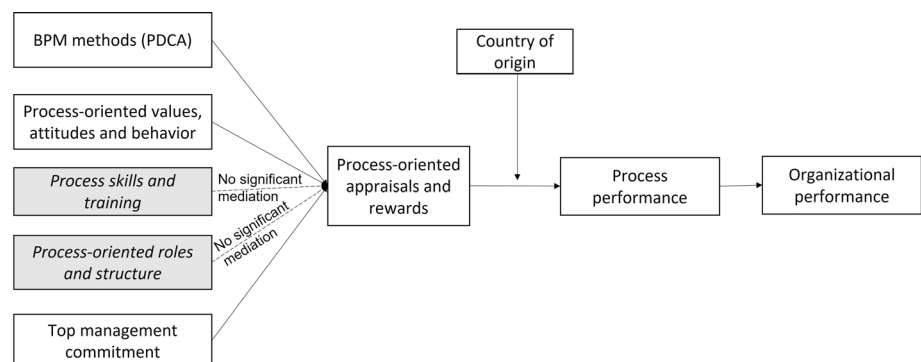 BPM methods (PDCA)
Country of
origin
Process-oriented values,
attitudes and behavior
Process skills and
training
No significant
mediation
Process-oriented
appraisals and
rewards
Process
performance
Organizational
performance
Process-oriented roles
and structure
No significant
mediation
Top management
commitment